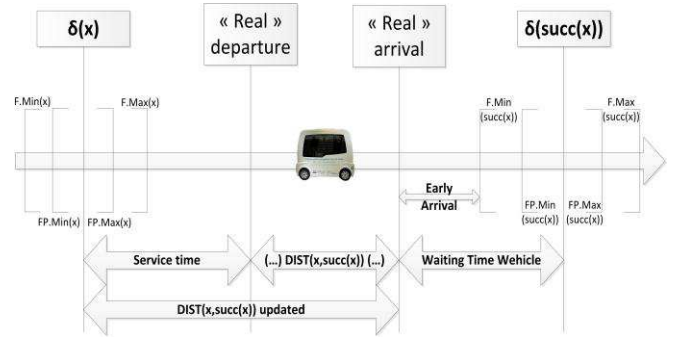 δ(x)
« Real »
departure
« Real »
arrival
δ(succ(x))
F.Min(x)
F.Max(x)
F.Min
(succ(x))
F.Max
(succ(x))
Early
Arrival
FP.Min(x)
FP.Max(x)
FP.Min
(succ(x))
FP.Max
(succ(x))
Service time
(...) DIST(x,succ(x)) (...)
Waiting Time Wehicle
DIST(x,succ(x)) updated